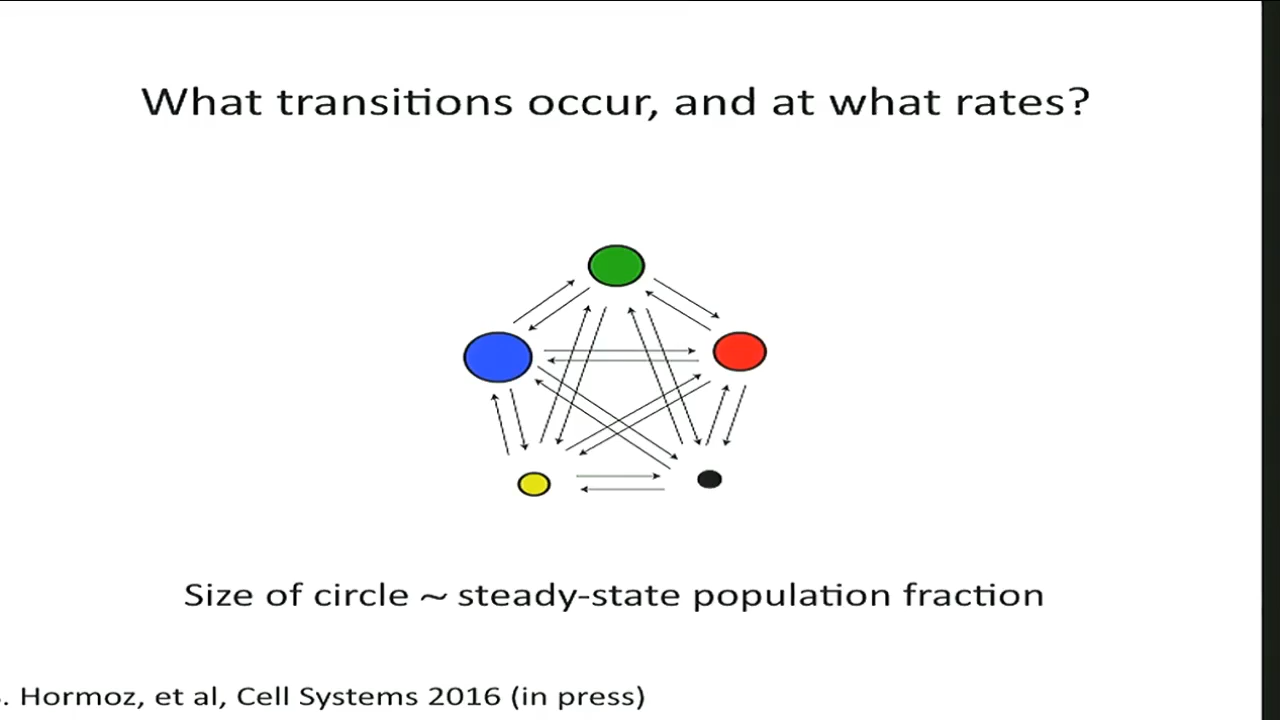 What transitions occur, and at what rates?
Size of circle ~ steady-state population fraction
. Hormoz, et al, Cell Systems 2016 (in press)